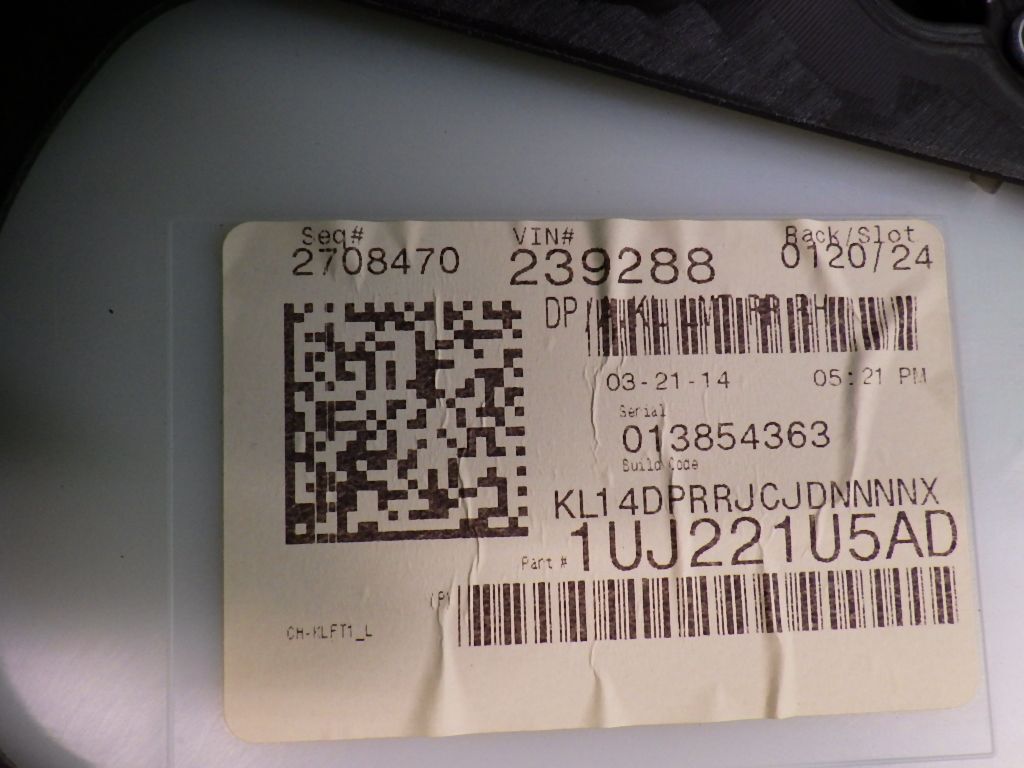 Seq# VIN# Rack/Slot
2708470 239288 0120/24
03-21-14 05:21 PM
Serial
013854363
Build Code
KL14DPRRJCJDNNNNX
Part # 1UJ221U5AD
(P)
CH-KLFT1_L